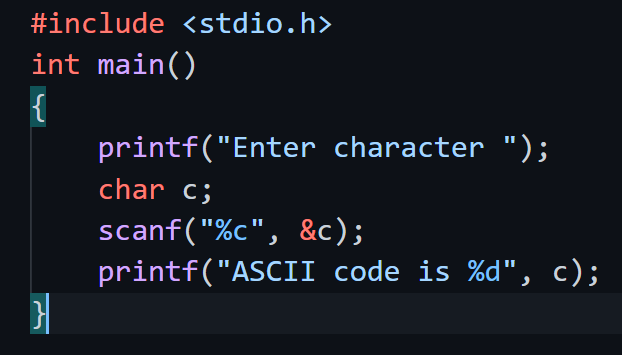 #include <stdio.h>
int main()
{
    printf("Enter character ");
    char c;
    scanf("%c", &c);
    printf("ASCII code is %d", c);
}